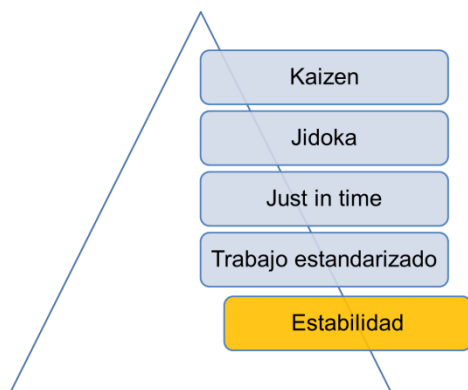 Kaizen
Jidoka
Just in time
Trabajo estandarizado
Estabilidad